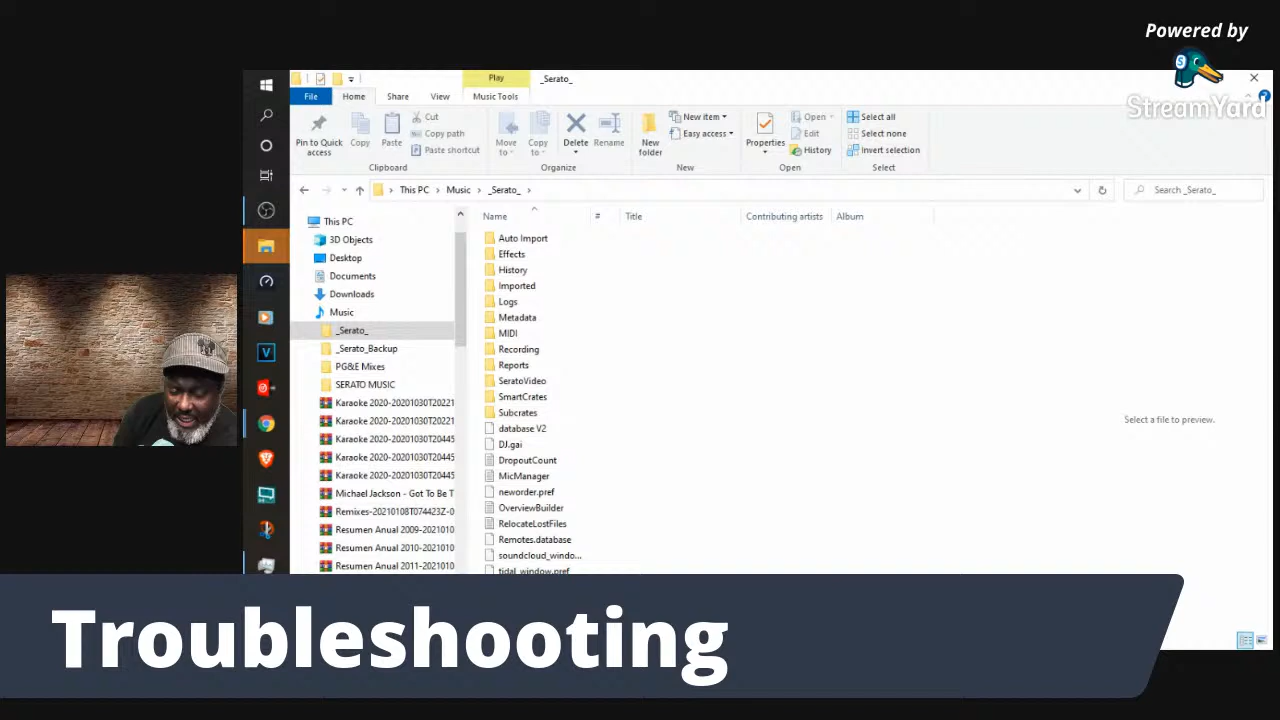 Powered by
StreamYard
Play
_Serato_
File
Home
Share
View
Music Tools
Pin to Quick access
Copy
Paste
Cut
Copy path
Paste shortcut
Clipboard
Move to
Copy to
Delete
Rename
Organize
New folder
New item
Easy access
New
Properties
Open
Edit
History
Open
Select all
Select none
Invert selection
Select
This PC
Music
_Serato_
Search _Serato_
This PC
3D Objects
Desktop
Documents
Downloads
Music
_Serato_
_Serato_Backup
PG&E Mixes
SERATO MUSIC
Karaoke 2020-20201030T20221
Karaoke 2020-20201030T20221
Karaoke 2020-20201030T20445
Karaoke 2020-20201030T20445
Karaoke 2020-20201030T20445
Michael Jackson - Got To Be T
Remixes-20210108T074423Z-0
Resumen Anual 2009-2021010
Resumen Anual 2010-2021010
Resumen Anual 2011-2021010
Name
#
Title
Contributing artists
Album
Auto Import
Effects
History
Imported
Logs
Metadata
MIDI
Recording
Reports
SeratoVideo
SmartCrates
Subcrates
database V2
DJ.gai
DropoutCount
MicManager
neworder.pref
OverviewBuilder
RelocateLostFiles
Remotes.database
soundcloud_windo...
tidal_window.pref
Select a file to preview.
Troubleshooting